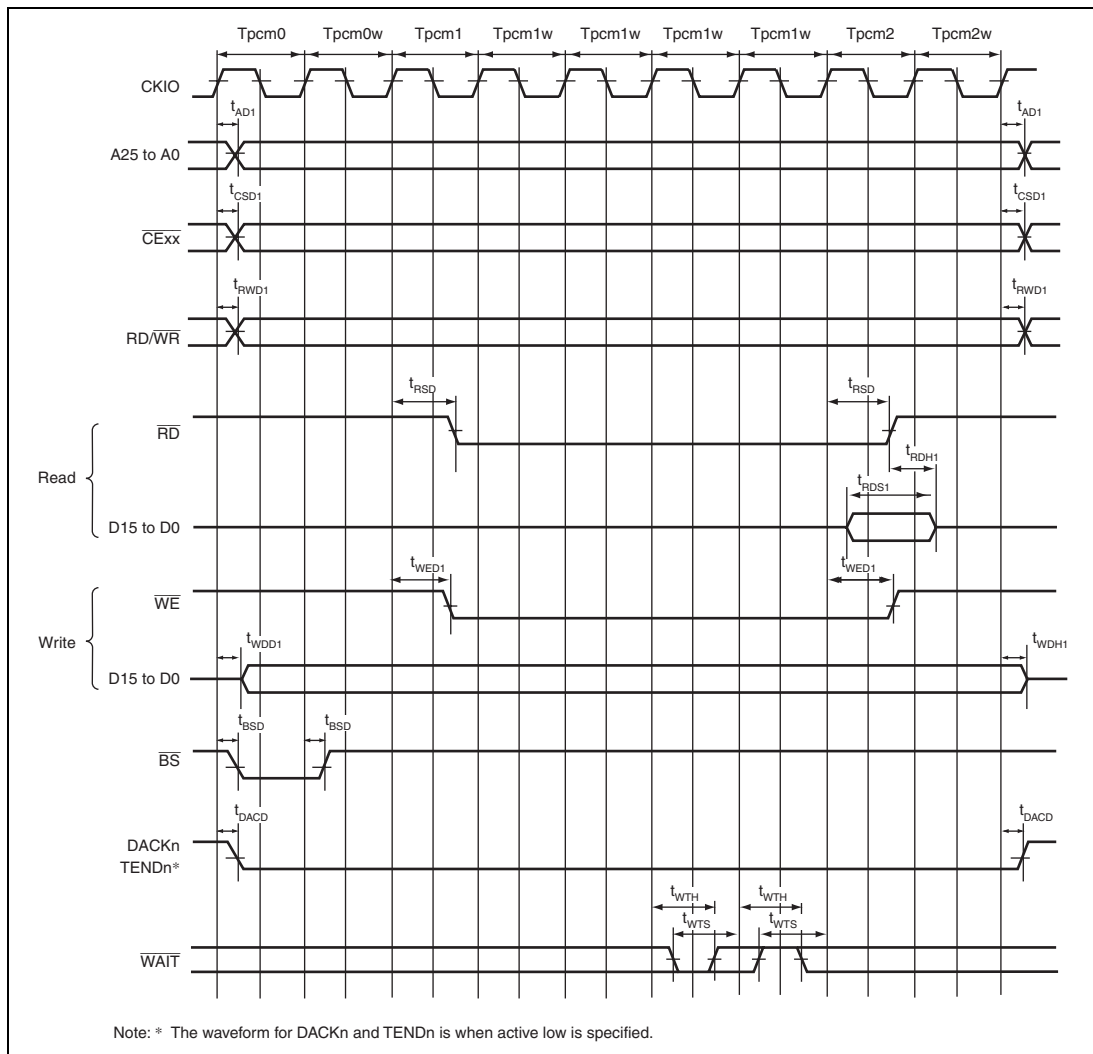 Tpcm0 Tpcm0w Tpcm1 Tpcm1w Tpcm1w Tpcm1w Tpcm1w Tpcm2 Tpcm2w
CKIO
tAD1 tAD1
A25 to A0
tCSD1 tCSD1
CExx
tRWD1 tRWD1
RD/WR
tRSD tRSD
RD
tRDH1
Read
tRDS1
D15 to D0
tWED1 tWED1
WE
Write
tWDD1 tWDH1
D15 to D0
tBSD tBSD
BS
tDACD tDACD
DACKn
TENDn*
tWTH tWTH
tWTS tWTS
WAIT
Note: * The waveform for DACKn and TENDn is when active low is specified.